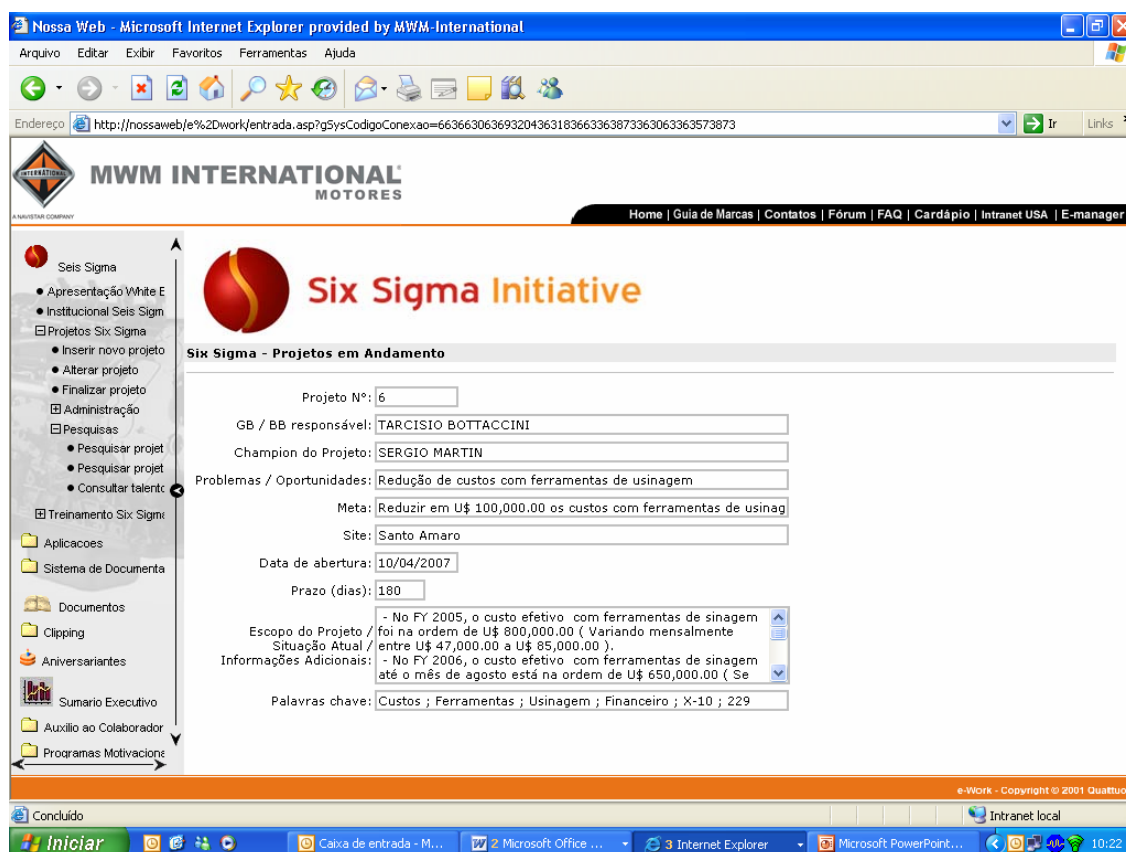 Nossa Web - Microsoft Internet Explorer provided by MWM-International
Arquivo Editar Exibir Favoritos Ferramentas Ajuda
Endereço http://nossaweb/e%2Dwork/entrada.asp?gSysCodigoConexao=663663063693204363183663363873363063363573873 Ir Links
INTERNATIONAL
MWM INTERNATIONAL
MOTORES
A NAVISTAR COMPANY
Home | Guia de Marcas | Contatos | Fórum | FAQ | Cardápio | Intranet USA | E-manager
Seis Sigma
Apresentação White E
Institucional Seis Sigm
Projetos Six Sigma
Inserir novo projeto
Alterar projeto
Finalizar projeto
Administração
Pesquisas
Pesquisar projet
Pesquisar projet
Consultar talento
Treinamento Six Sigma
Aplicacoes
Sistema de Documenta
Documentos
Clipping
Aniversariantes
Sumario Executivo
Auxilio ao Colaborador
Programas Motivaciona
Six Sigma Initiative
Six Sigma - Projetos em Andamento
Projeto Nº: 6
GB / BB responsável: TARCISIO BOTTACCINI
Champion do Projeto: SERGIO MARTIN
Problemas / Oportunidades: Redução de custos com ferramentas de usinagem
Meta: Reduzir em U$ 100,000.00 os custos com ferramentas de usinag
Site: Santo Amaro
Data de abertura: 10/04/2007
Prazo (dias): 180
Escopo do Projeto /
Situação Atual /
Informações Adicionais:
- No FY 2005, o custo efetivo com ferramentas de sinagem
foi na ordem de U$ 800,000.00 ( Variando mensalmente
entre U$ 47,000.00 a U$ 85,000.00 ).
- No FY 2006, o custo efetivo com ferramentas de sinagem
até o mês de agosto está na ordem de U$ 650,000.00 ( Se
Palavras chave: Custos ; Ferramentas ; Usinagem ; Financeiro ; X-10 ; 229
e-Work - Copyright © 2001 Quattuo
Concluído Intranet local
Iniciar Caixa de entrada - M... 2 Microsoft Office ... 3 Internet Explorer Microsoft PowerPoint... 10:22